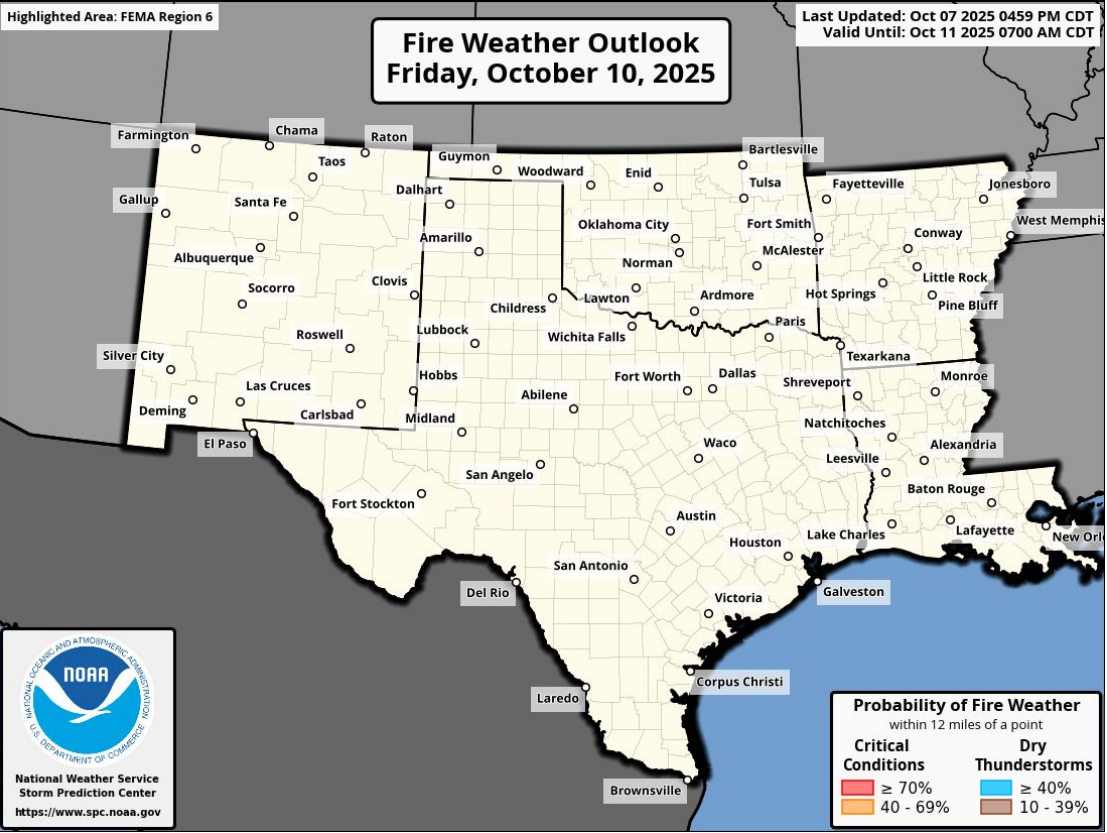 Highlighted Area: FEMA Region 6
Last Updated: Oct 07 2025 0459 PM CDT
Valid Until: Oct 11 2025 0700 AM CDT
Fire Weather Outlook
Friday, October 10, 2025
Farmington
Chama
Raton
Taos
Guymon
Woodward
Enid
Bartlesville
Tulsa
Fayetteville
Jonesboro
Gallup
Santa Fe
Dalhart
West Memphis
Albuquerque
Amarillo
Oklahoma City
Fort Smith
Conway
Norman
McAlester
Socorro
Clovis
Childress
Lawton
Ardmore
Hot Springs
Little Rock
Pine Bluff
Roswell
Lubbock
Wichita Falls
Paris
Silver City
Texarkana
Las Cruces
Hobbs
Fort Worth
Dallas
Shreveport
Monroe
Deming
Carlsbad
Midland
Abilene
Natchitoches
El Paso
Waco
Alexandria
San Angelo
Leesville
Fort Stockton
Baton Rouge
Austin
Lake Charles
Lafayette
New Orl
Houston
San Antonio
Del Rio
Victoria
Galveston
Laredo
Corpus Christi
Brownsville
NATIONAL OCEANIC AND ATMOSPHERIC ADMINISTRATION
NOAA
U.S. DEPARTMENT OF COMMERCE
National Weather Service
Storm Prediction Center
https://www.spc.noaa.gov
Probability of Fire Weather
within 12 miles of a point
Critical Conditions
Dry Thunderstorms
≥ 70%
≥ 40%
40 - 69%
10 - 39%